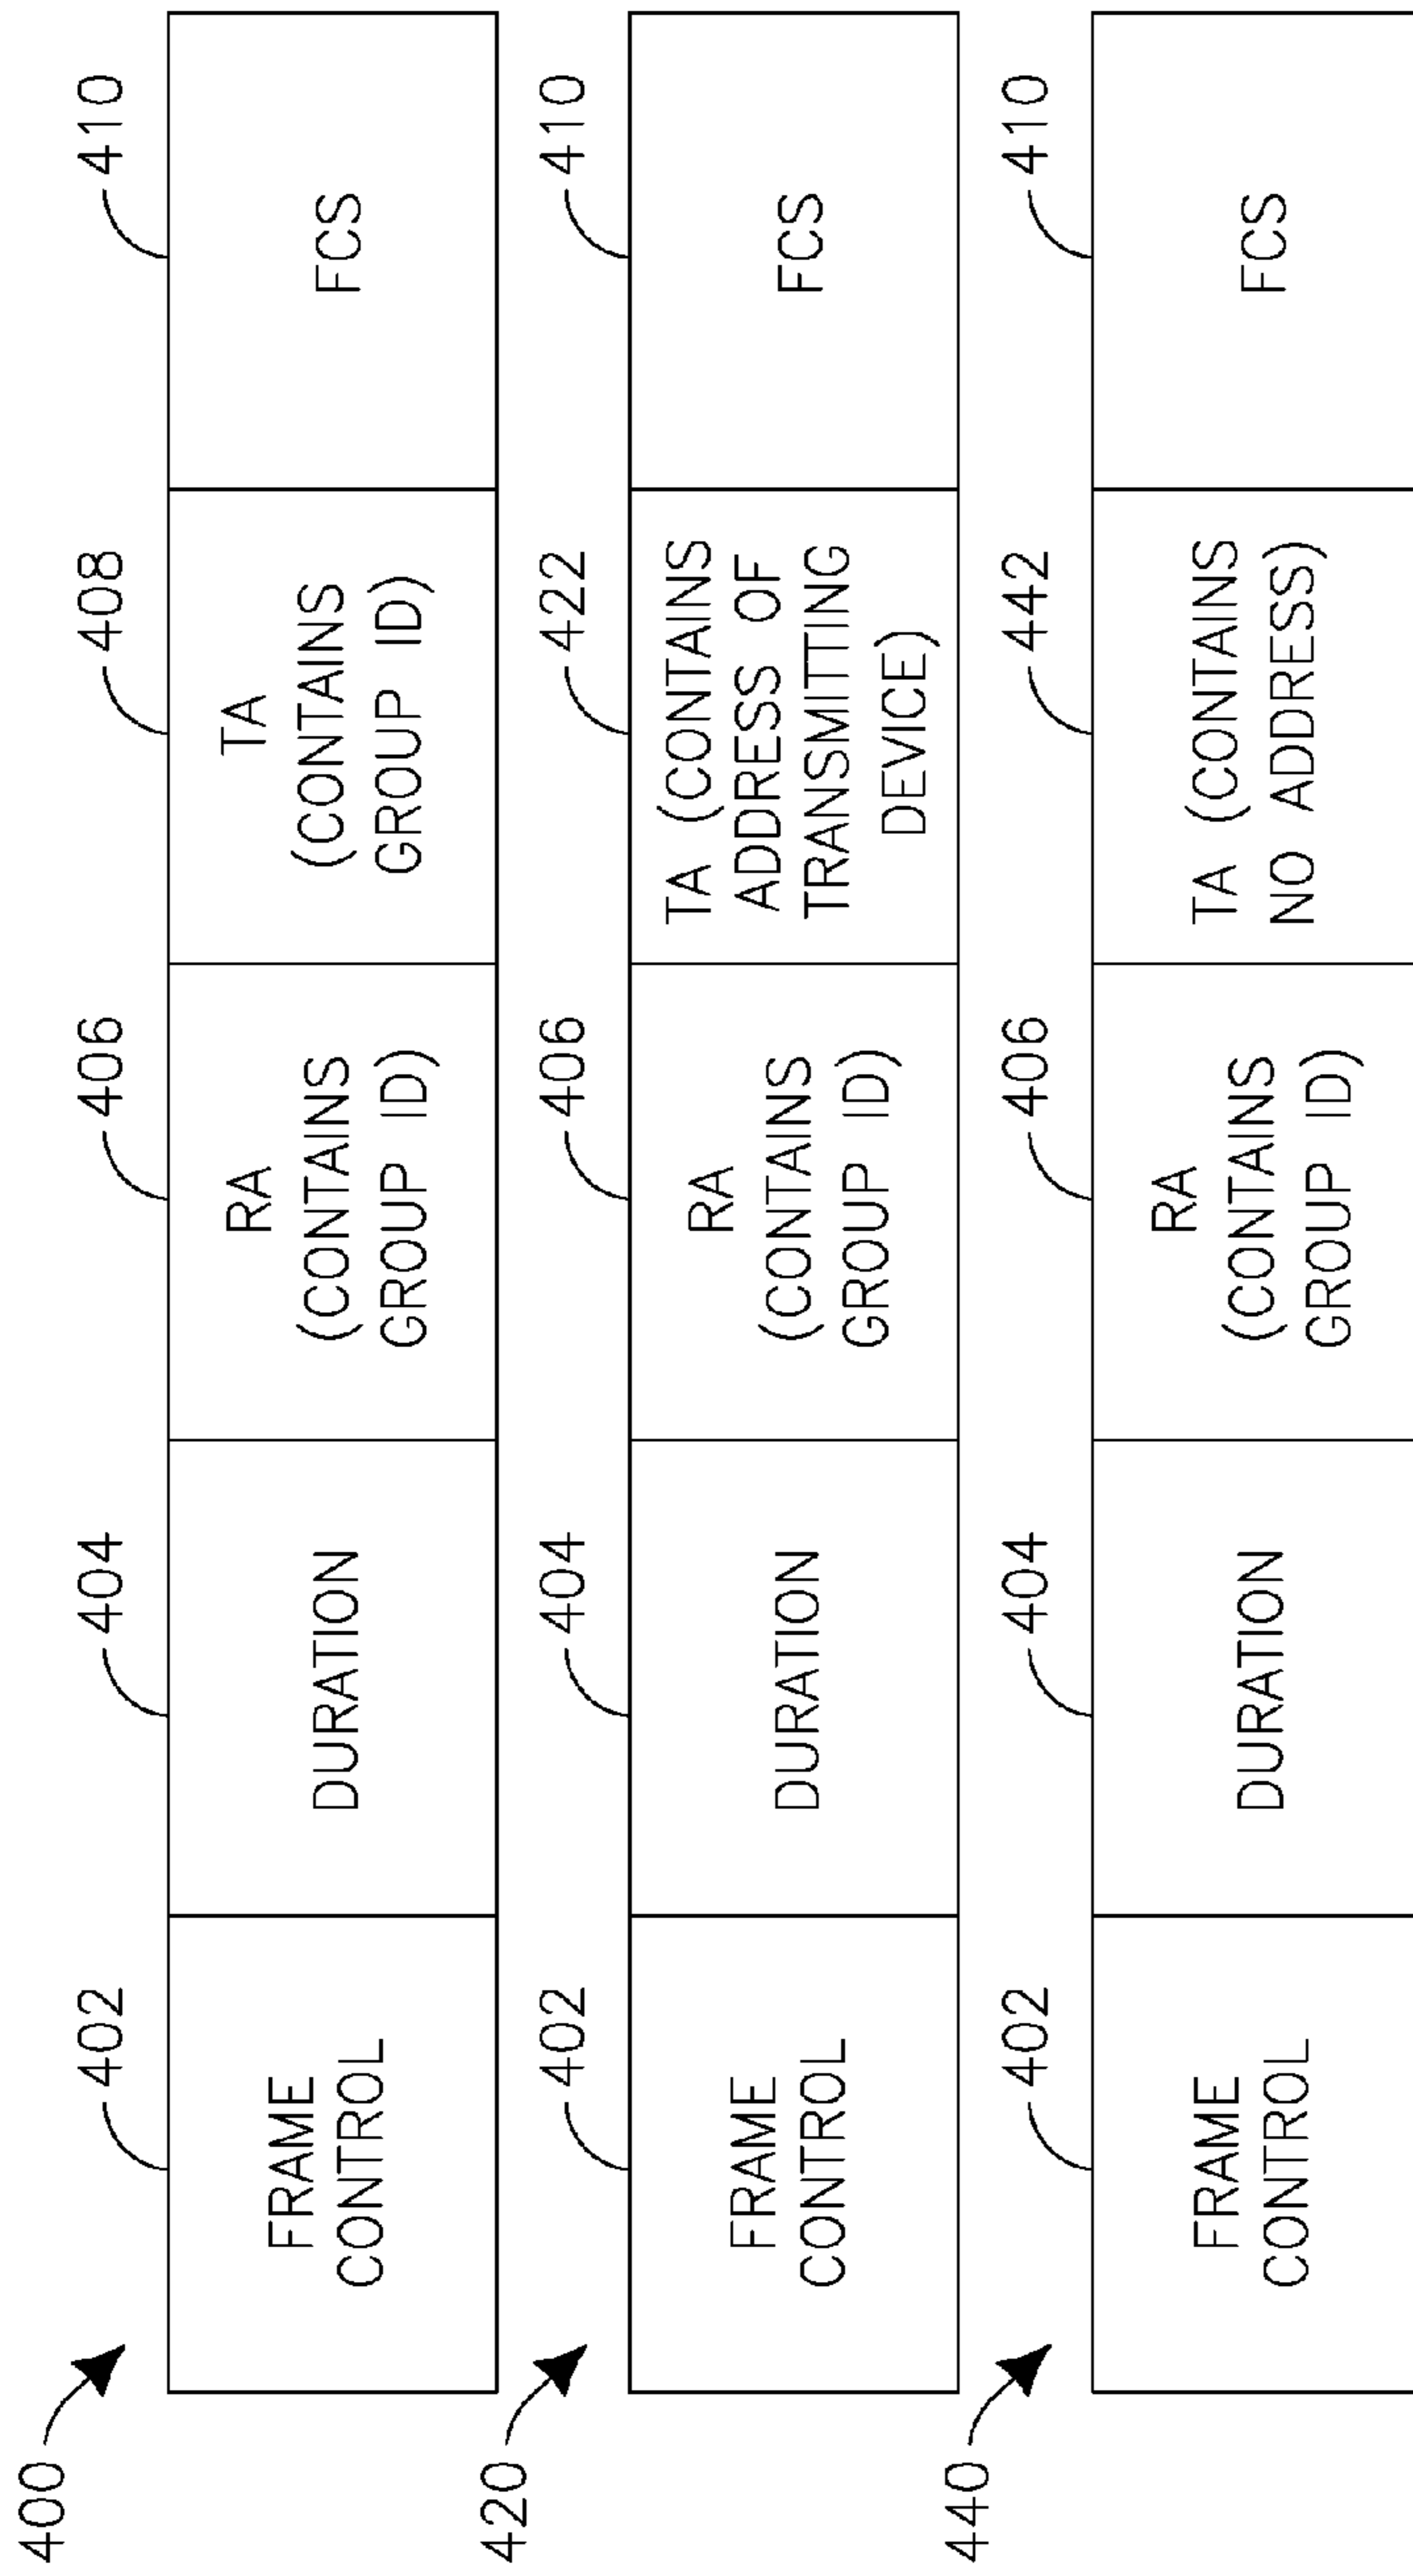 400
402
404
406
408
410
FRAME
CONTROL
DURATION
RA
(CONTAINS
GROUP ID)
TA
(CONTAINS
GROUP ID)
FCS
420
402
404
406
422
410
FRAME
CONTROL
DURATION
RA
(CONTAINS
GROUP ID)
TA (CONTAINS
ADDRESS OF
TRANSMITTING
DEVICE)
FCS
440
402
404
406
442
410
FRAME
CONTROL
DURATION
RA
(CONTAINS
GROUP ID)
TA (CONTAINS
NO ADDRESS)
FCS